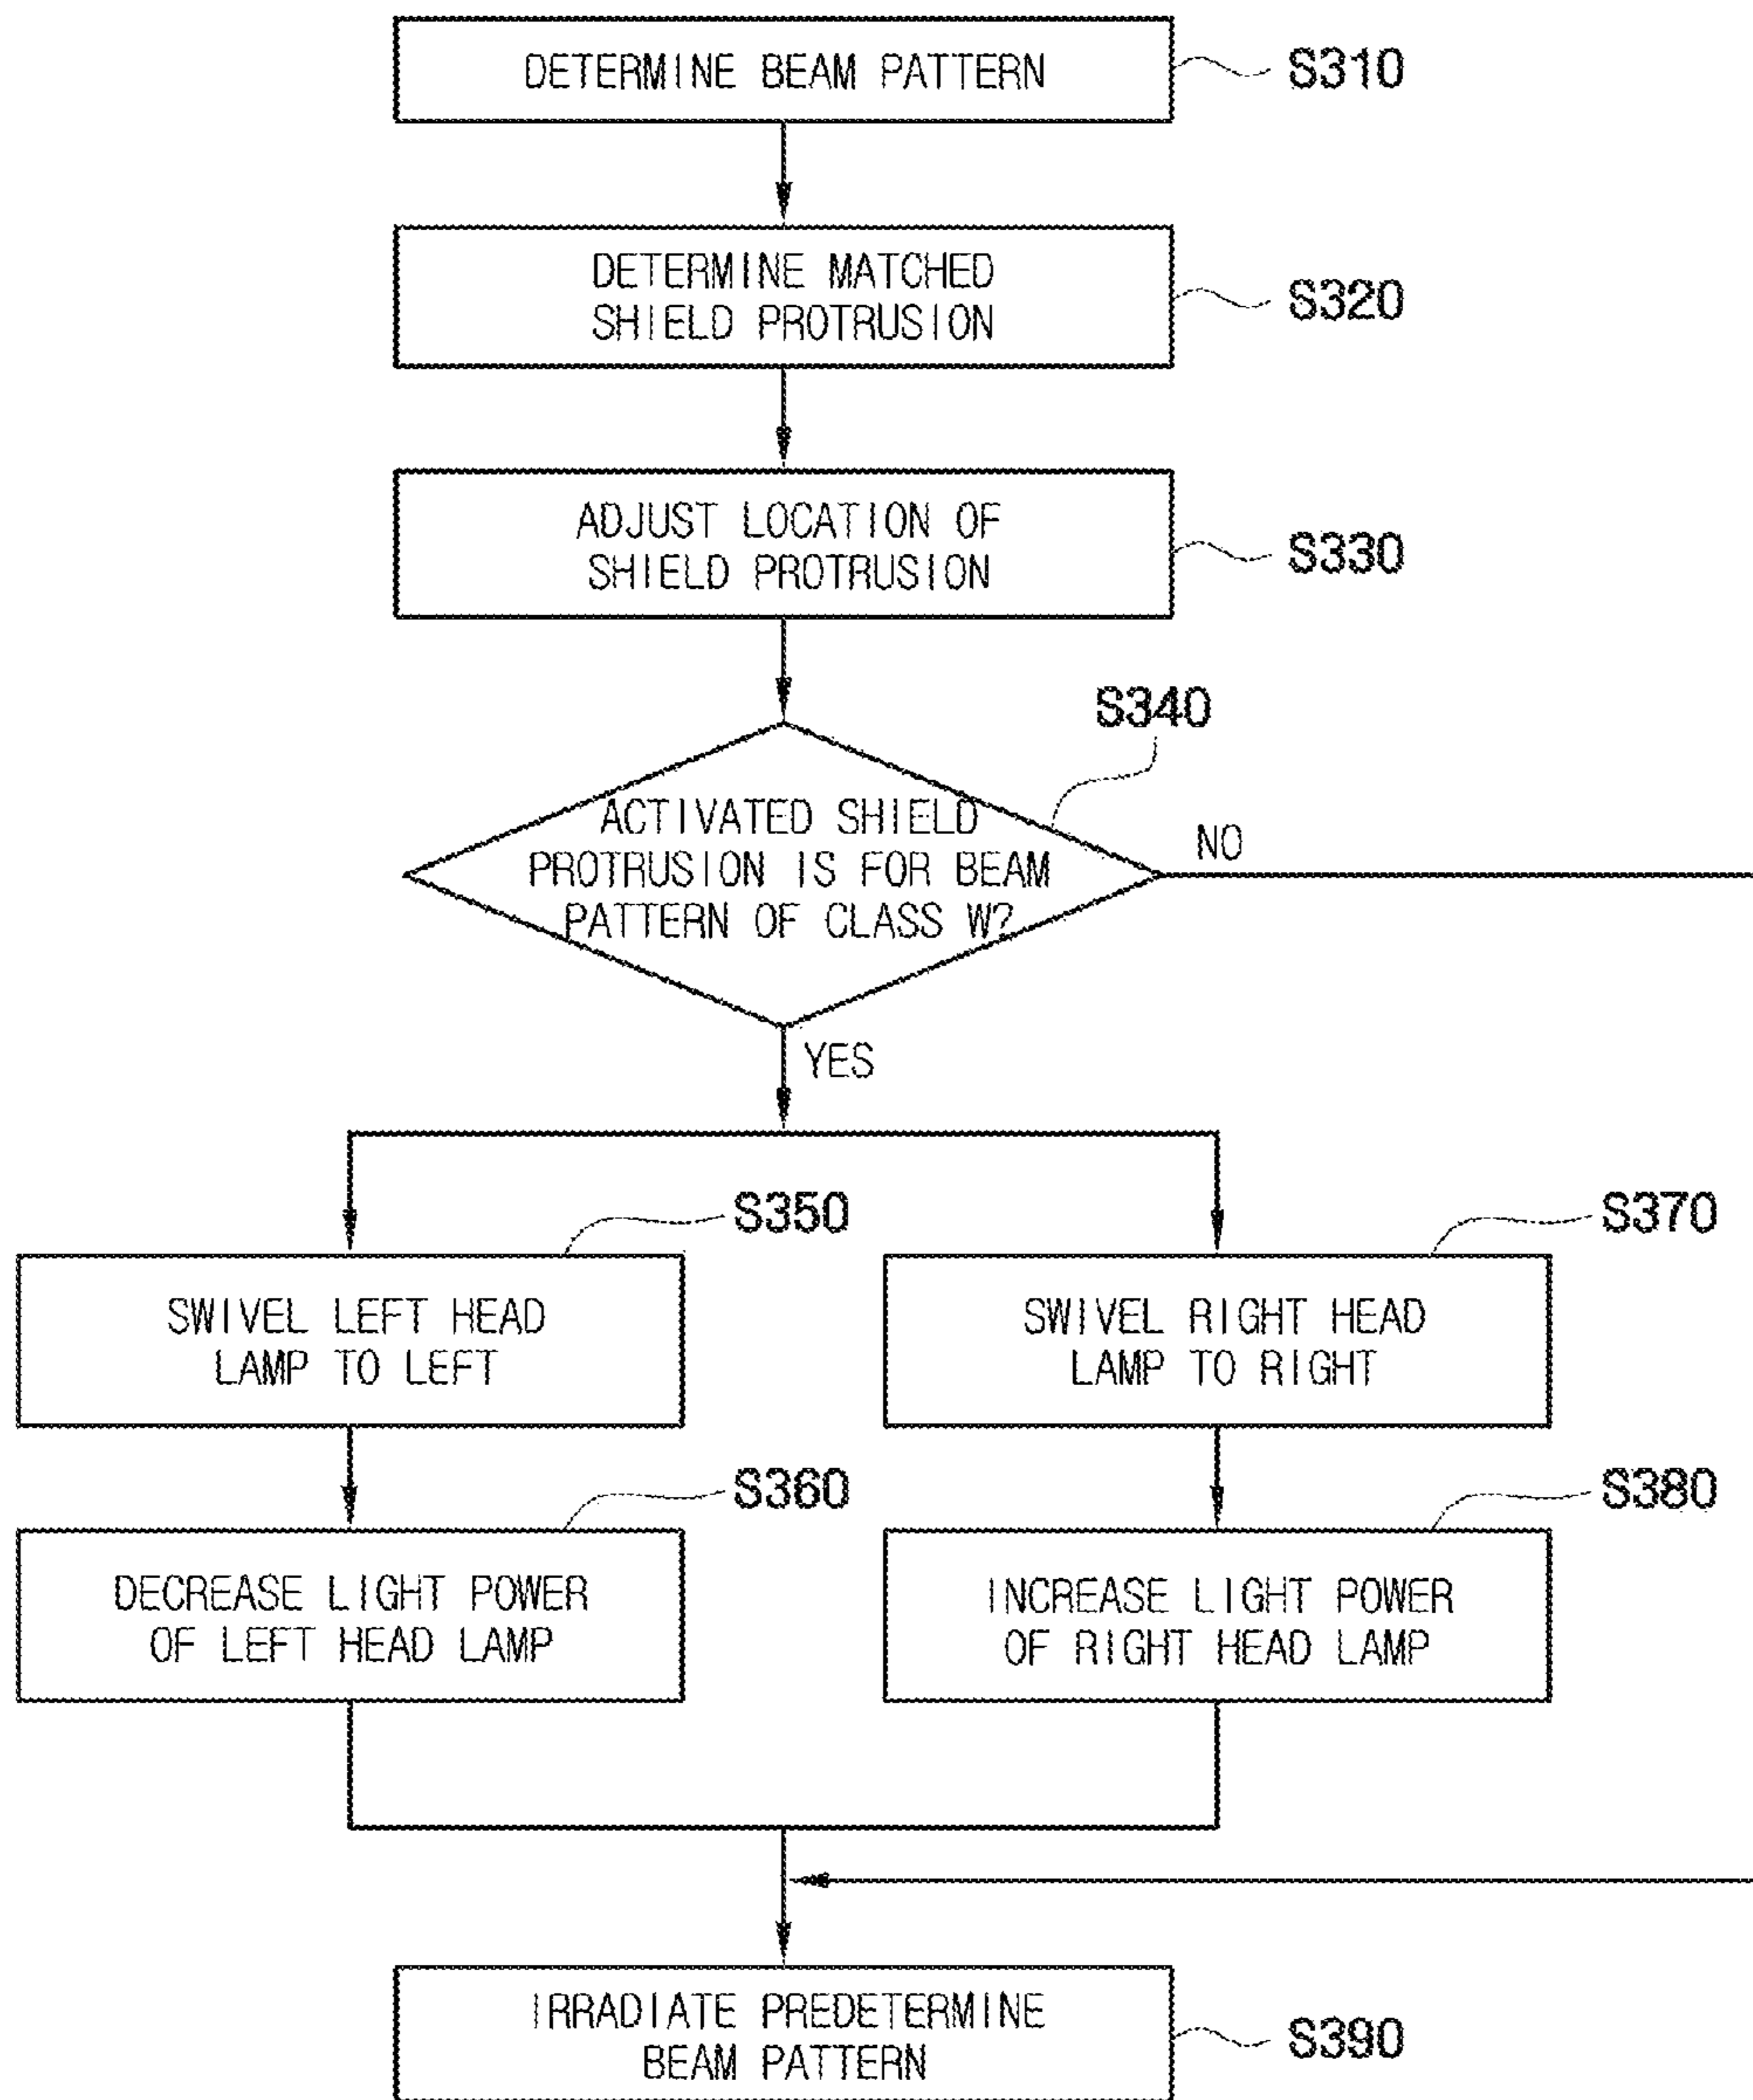 DETERMINE BEAM PATTERN
S310
DETERMINE MATCHED
SHIELD PROTRUSION
S320
ADJUST LOCATION OF
SHIELD PROTRUSION
S330
S340
ACTIVATED SHIELD
PROTRUSION IS FOR BEAM
PATTERN OF CLASS W?
NO
YES
S350
SWIVEL LEFT HEAD
LAMP TO LEFT
S370
SWIVEL RIGHT HEAD
LAMP TO RIGHT
S360
DECREASE LIGHT POWER
OF LEFT HEAD LAMP
S380
INCREASE LIGHT POWER
OF RIGHT HEAD LAMP
IRRADIATE PREDETERMINE
BEAM PATTERN
S390